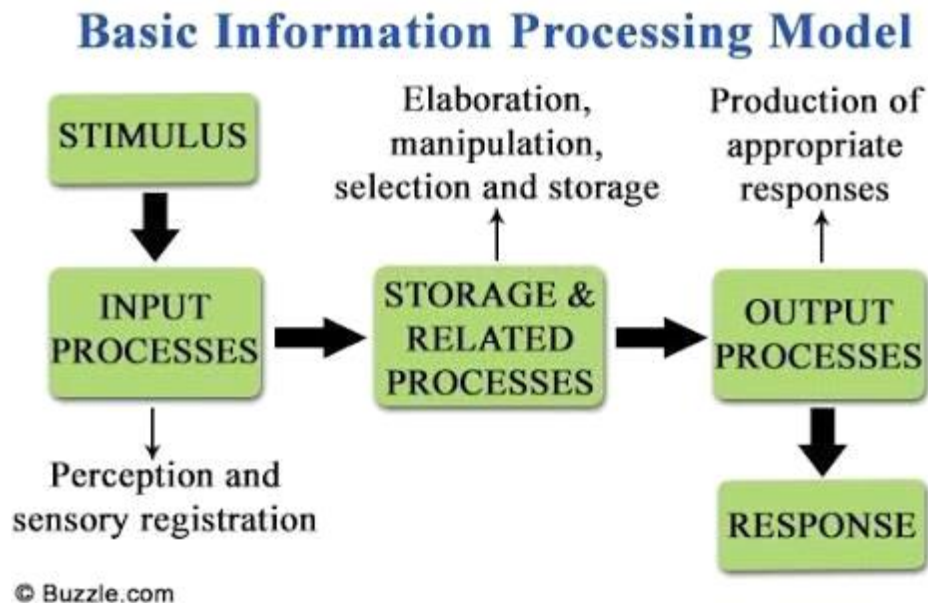 Basic Information Processing Model
STIMULUS
Elaboration,
manipulation,
selection and storage
Production of
appropriate
responses
INPUT
PROCESSES
STORAGE &
RELATED
PROCESSES
OUTPUT
PROCESSES
Perception and
sensory registration
RESPONSE
© Buzzle.com